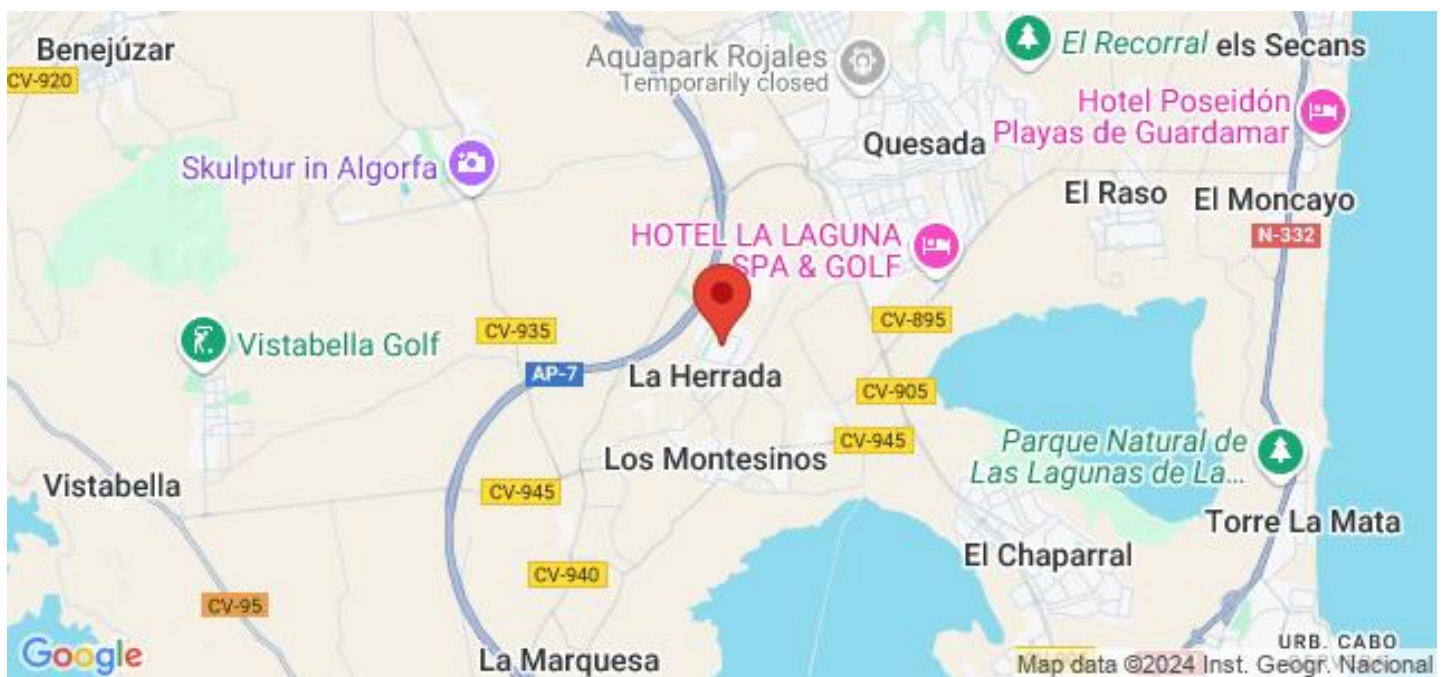 Benejúzar
CV-920
Aquapark Rojales
Temporarily closed
El Recorral
els Secans
Hotel Poseidón
Playas de Guardamar
Quesada
Skulptur in Algorfa
El Raso
El Moncayo
N-332
HOTEL LA LAGUNA
SPA & GOLF
CV-895
CV-935
Vistabella Golf
AP-7
La Herrada
CV-905
CV-945
Parque Natural de
Las Lagunas de La...
Los Montesinos
Vistabella
CV-945
Torre La Mata
El Chaparral
CV-940
CV-95
URB. CABO
Google
La Marquesa
Map data ©2024 Inst. Geogr. Nacional